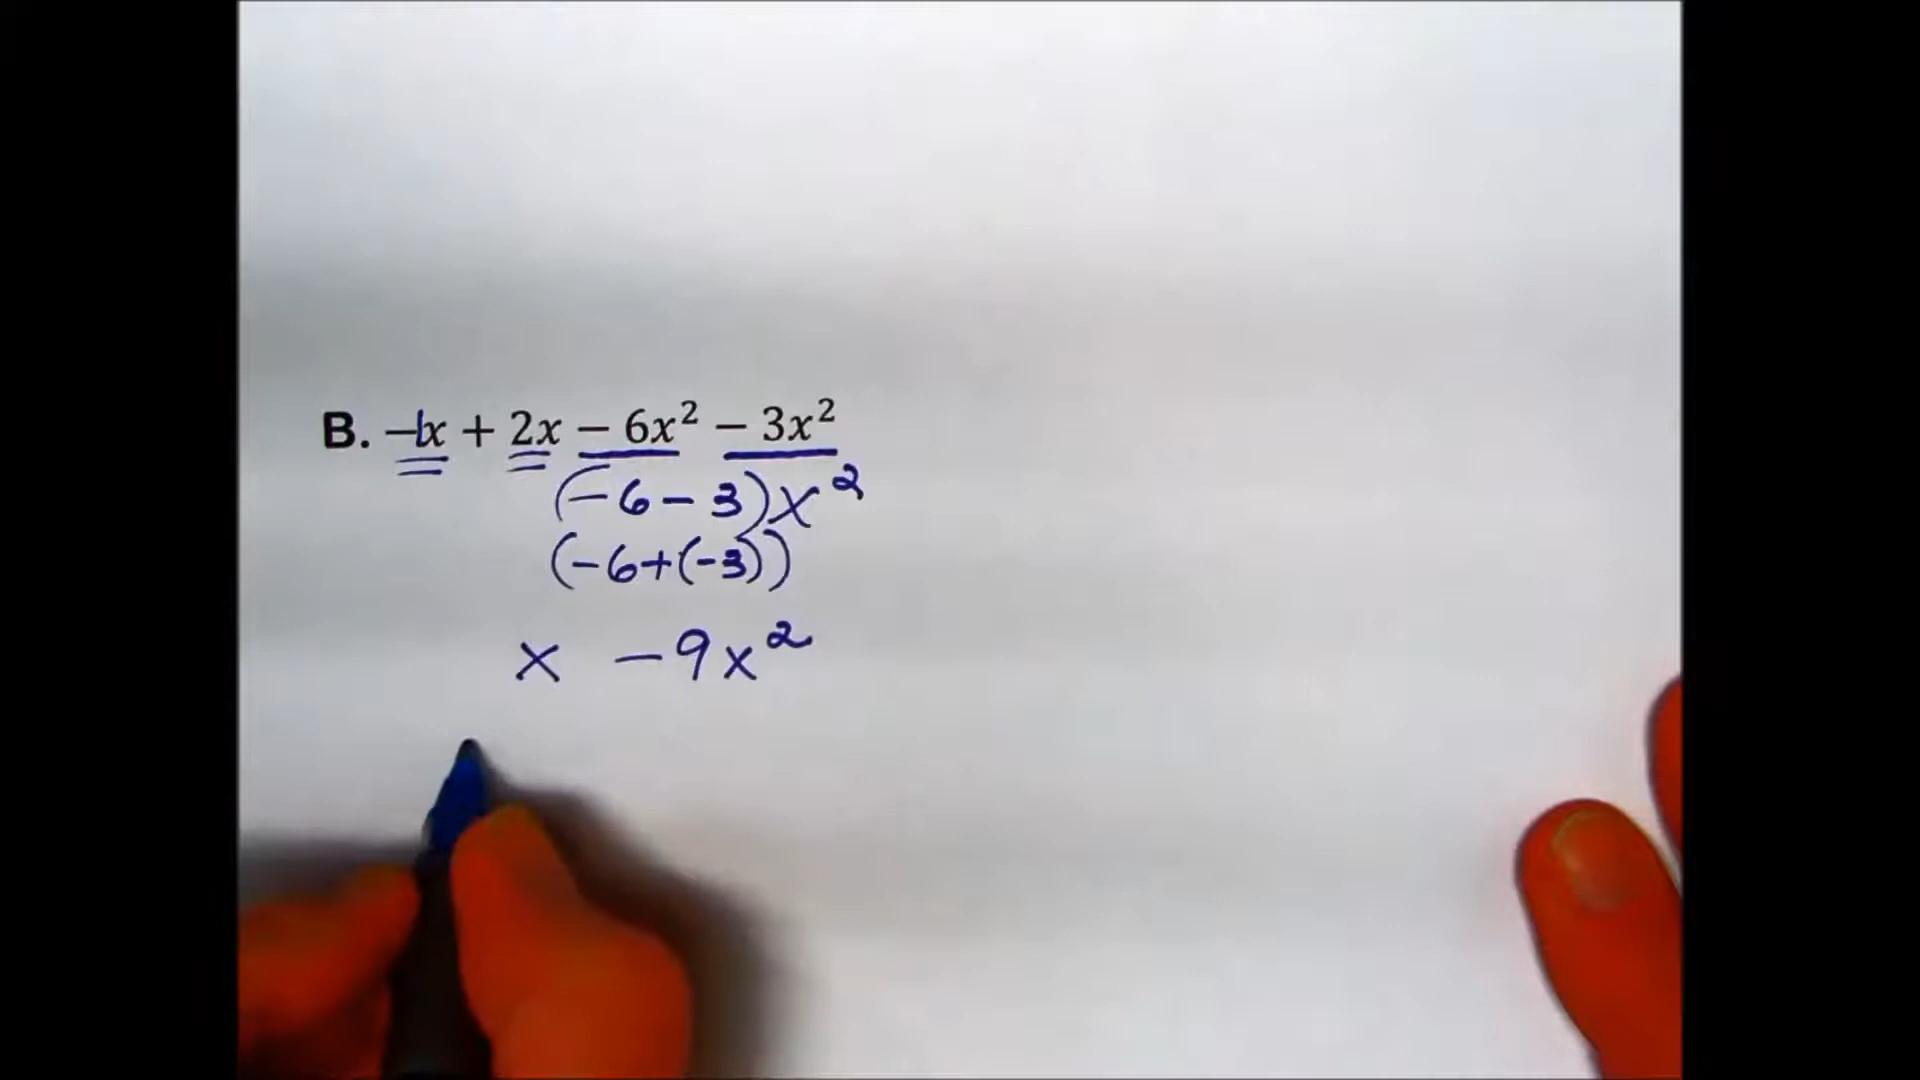 B. −1x + 2x − 6x² − 3x²
(−6−3)x²
(−6+(−3))
x −9x²